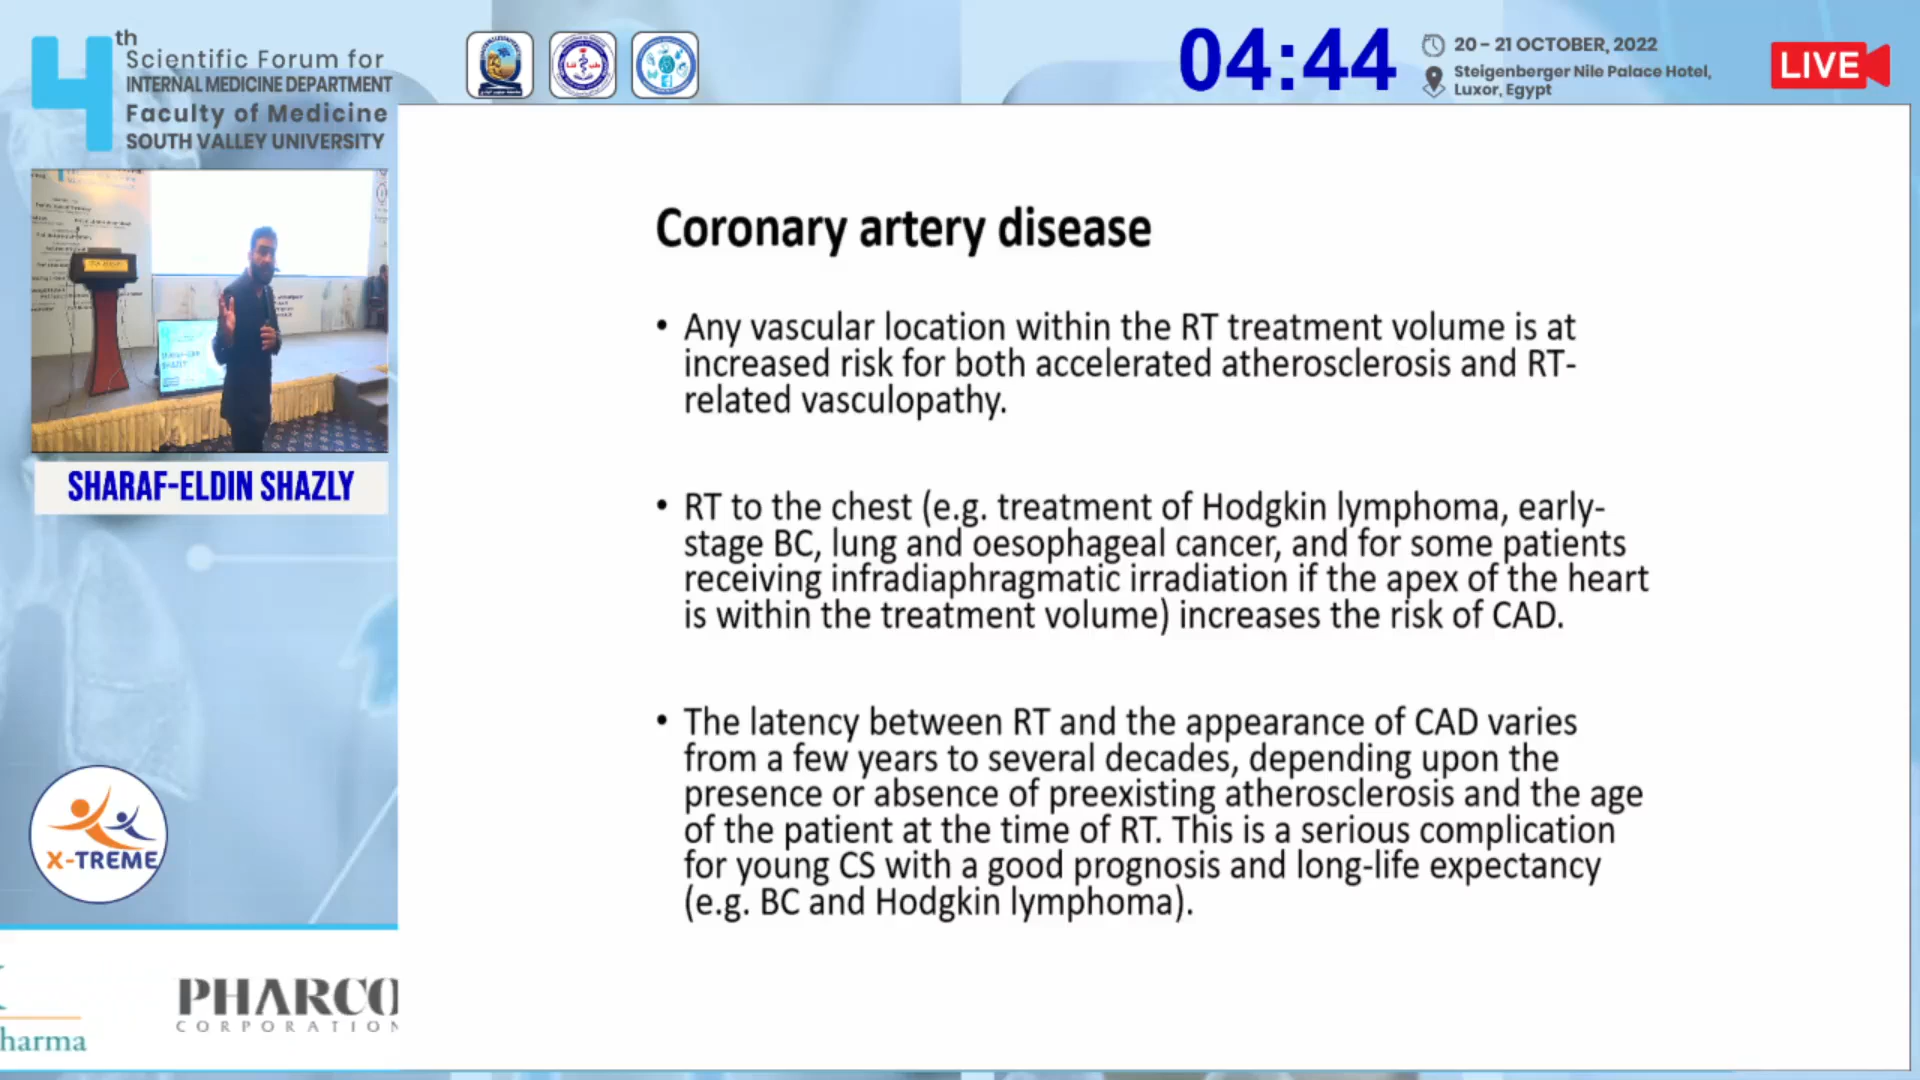 4th
Scientific Forum for
INTERNAL MEDICINE DEPARTMENT
Faculty of Medicine
SOUTH VALLEY UNIVERSITY
04:44
20 – 21 OCTOBER, 2022
Steigenberger Nile Palace Hotel,
Luxor, Egypt
LIVE
SHARAF-ELDIN SHAZLY
X-TREME
harma
PHARCO
CORPORATION
Coronary artery disease
• Any vascular location within the RT treatment volume is at
increased risk for both accelerated atherosclerosis and RT-
related vasculopathy.
• RT to the chest (e.g. treatment of Hodgkin lymphoma, early-
stage BC, lung and oesophageal cancer, and for some patients
receiving infradiaphragmatic irradiation if the apex of the heart
is within the treatment volume) increases the risk of CAD.
• The latency between RT and the appearance of CAD varies
from a few years to several decades, depending upon the
presence or absence of preexisting atherosclerosis and the age
of the patient at the time of RT. This is a serious complication
for young CS with a good prognosis and long-life expectancy
(e.g. BC and Hodgkin lymphoma).